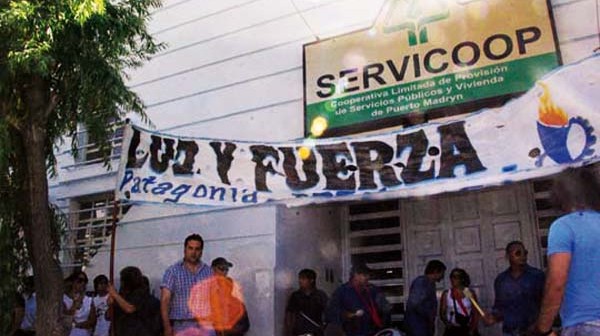 SERVICOOP
Cooperativa Limitada de Provisión
de Servicios Públicos y Vivienda
de Puerto Madryn
LUZ Y FUERZA
Patagonia